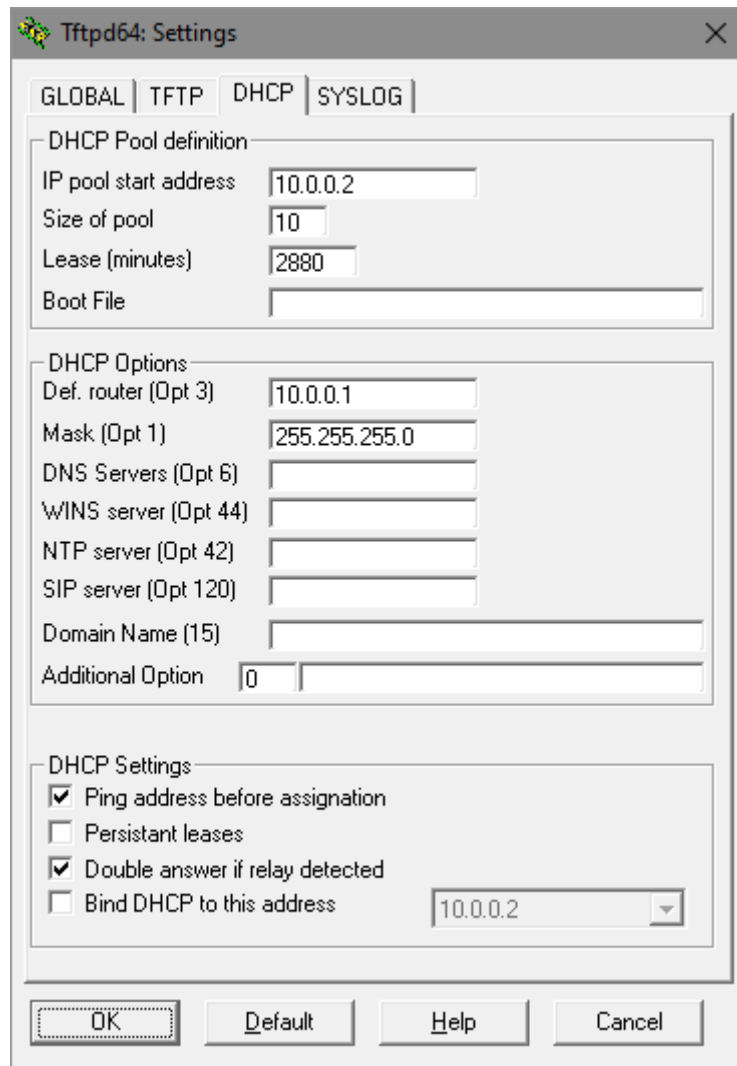 Tftpd64: Settings
GLOBAL TFTP DHCP SYSLOG
DHCP Pool definition
IP pool start address 10.0.0.2
Size of pool 10
Lease (minutes) 2880
Boot File
DHCP Options
Def. router (Opt 3) 10.0.0.1
Mask (Opt 1) 255.255.255.0
DNS Servers (Opt 6)
WINS server (Opt 44)
NTP server (Opt 42)
SIP server (Opt 120)
Domain Name (15)
Additional Option 0
DHCP Settings
Ping address before assignation
Persistant leases
Double answer if relay detected
Bind DHCP to this address 10.0.0.2
OK Default Help Cancel